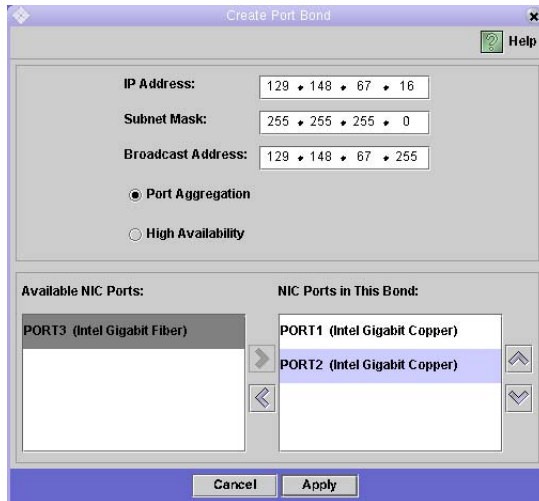 Create Port Bond
Help
IP Address: 129 . 148 . 67 . 16
Subnet Mask: 255 . 255 . 255 . 0
Broadcast Address: 129 . 148 . 67 . 255
Port Aggregation
High Availability
Available NIC Ports:
PORT3 (Intel Gigabit Fiber)
NIC Ports in This Bond:
PORT1 (Intel Gigabit Copper)
PORT2 (Intel Gigabit Copper)
Cancel
Apply